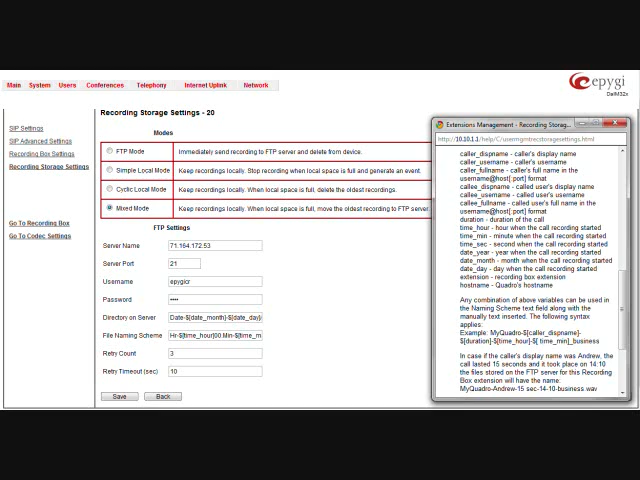 epygi
DallM32x
Main System Users Conferences Telephony Internet Uplink Network
Recording Storage Settings - 20
SIP Settings
SIP Advanced Settings
Recording Box Settings
Recording Storage Settings
Go To Recording Box
Go To Codec Settings
Modes
FTP Mode Immediately send recording to FTP server and delete from device.
Simple Local Mode Keep recordings locally. Stop recording when local space is full and generate an event.
Cyclic Local Mode Keep recordings locally. When local space is full, delete the oldest recordings.
Mixed Mode Keep recordings locally. When local space is full, move the oldest recording to FTP server.
FTP Settings
Server Name 71.164.172.53
Server Port 21
Username epygicr
Password ••••
Directory on Server Date-$[date_month]-$[date_day]
File Naming Scheme Hr-$[time_hour]00.Min-$[time_m
Retry Count 3
Retry Timeout (sec) 10
Save Back
Extensions Management - Recording Storag...
http://10.10.1.1/help/C/usermgmtrecstoragesettings.html
caller_dispname - caller's display name
caller_username - caller's username
caller_fullname - caller's full name in the
username@host[:port] format
callee_dispname - called user's display name
callee_username - called user's username
callee_fullname - called user's full name in the
username@host[:port] format
duration - duration of the call
time_hour - hour when the call recording started
time_min - minute when the call recording started
time_sec - second when the call recording started
date_year - year when the call recording started
date_month - month when the call recording started
date_day - day when the call recording started
extension - recording box extension
hostname - Quadro's hostname
Any combination of above variables can be used in
the Naming Scheme text field along with the
manually text inserted. The following syntax
applies:
Example: MyQuadro-$[caller_dispname]-
$[duration]-$[time_hour]-$[ time_min]_business
In case if the caller's display name was Andrew, the
call lasted 15 seconds and it took place on 14:10
the files stored on the FTP server for this Recording
Box extension will have the name:
MyQuadro-Andrew-15 sec-14-10-business.wav